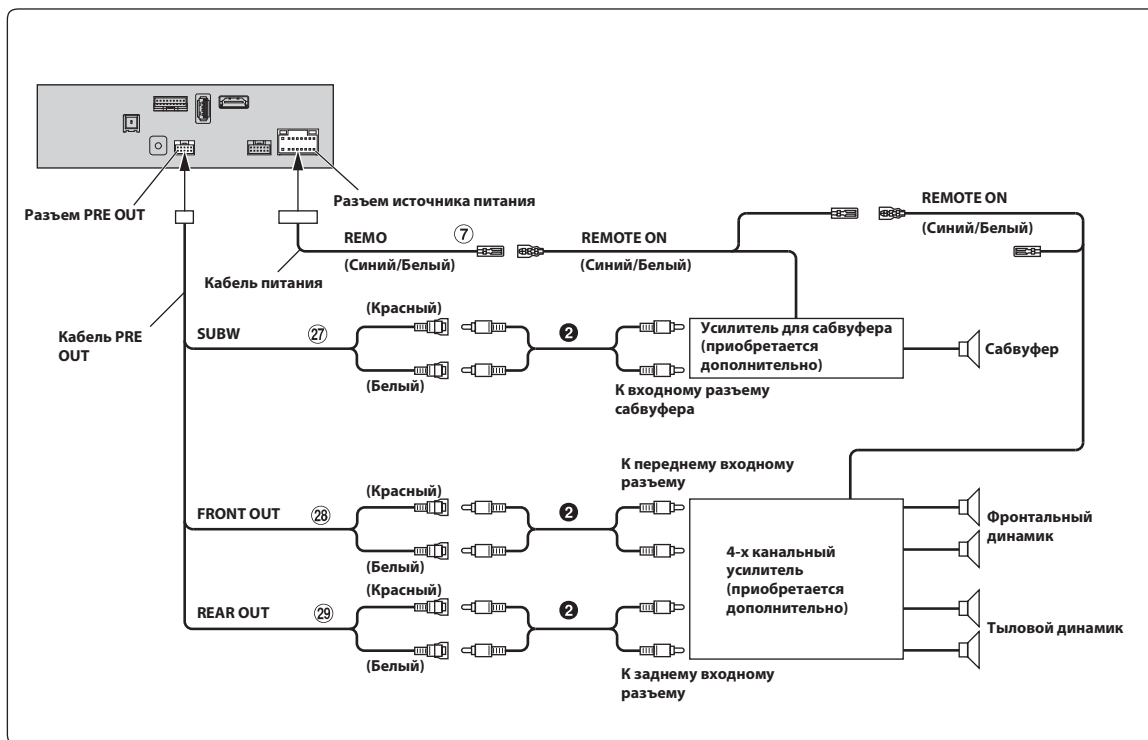 Разъем PRE OUT
Разъем источника питания
REMOTE ON
(Синий/Белый)
REMO
⑦
(Синий/Белый)
REMOTE ON
(Синий/Белый)
Кабель питания
Кабель PRE
OUT
SUBW
㉗
(Красный)
(Белый)
❷
Усилитель для сабвуфера
(приобретается
дополнительно)
Сабвуфер
К входному разъему
сабвуфера
К переднему входному
разъему
FRONT OUT
㉘
(Красный)
(Белый)
❷
4-х канальный
усилитель
(приобретается
дополнительно)
Фронтальный
динамик
REAR OUT
㉙
(Красный)
(Белый)
❷
Тыловой динамик
К заднему входному
разъему